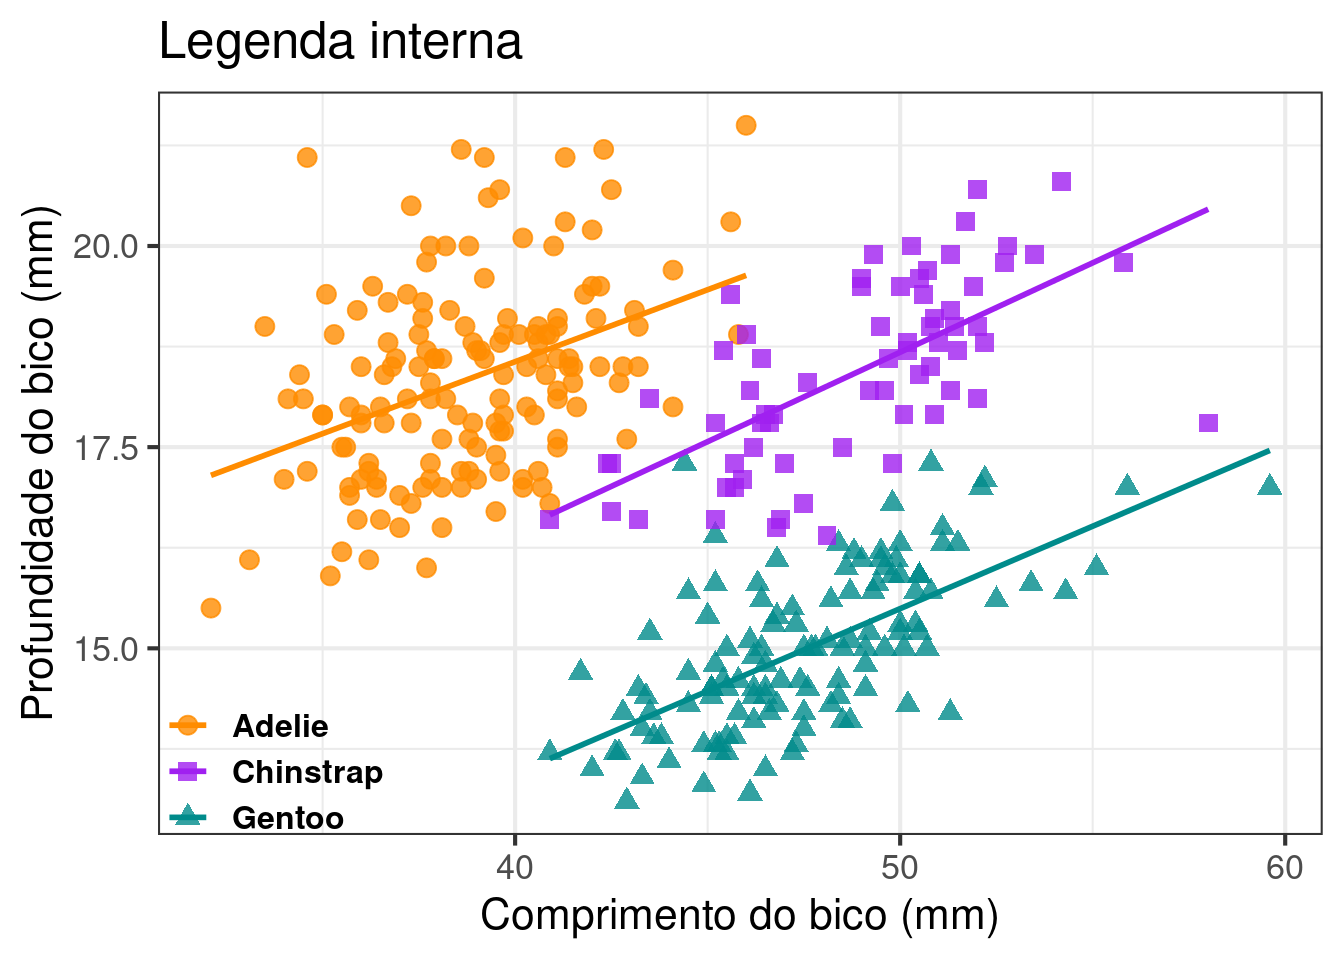 Legenda interna
Profundidade do bico (mm)
20.0
17.5
15.0
Adelie
Chinstrap
Gentoo
40
50
60
Comprimento do bico (mm)